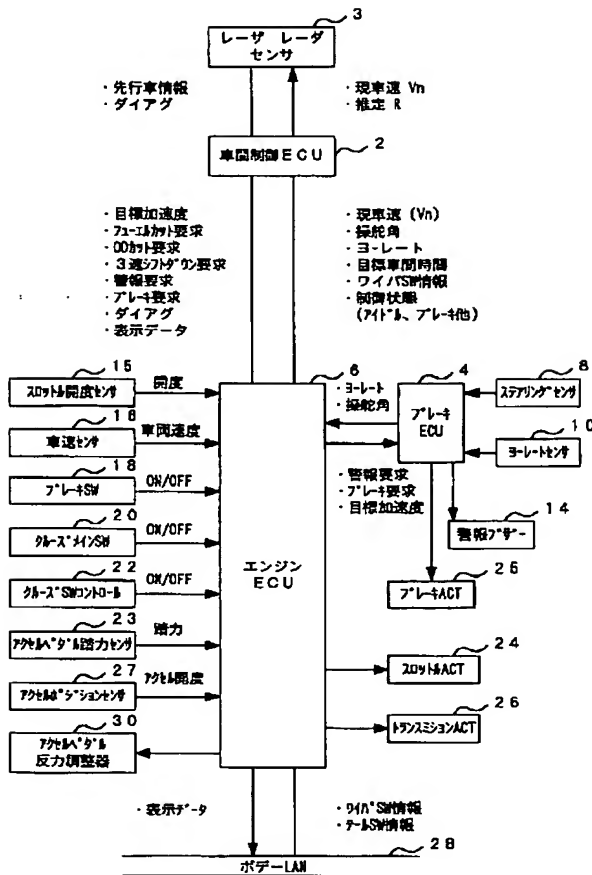 3
レーザ レーダ
センサ
・先行車情報
・ダイアグ
・現車速 Vn
・推定 R
2
車間制御ECU
・目標加速度
・フューエルカット要求
・ODカット要求
・3速シフトダウン要求
・警報要求
・ブレーキ要求
・ダイアグ
・表示データ
・現車速 (Vn)
・操舵角
・ヨーレート
・目標車間時間
・ワイパSW情報
・制御状態
(アイドル、ブレーキ他)
15
スロットル開度センサ
開度
16
車速センサ
車両速度
18
ブレーキSW
ON/OFF
20
クルーズメインSW
ON/OFF
22
クルーズSWコントロール
ON/OFF
23
アクセルペダル踏力センサ
踏力
27
アクセルポジションセンサ
アクセル開度
30
アクセルペダル
反力調整器
6
エンジン
ECU
・ヨーレート
・操舵角
4
ブレーキ
ECU
8
ステアリングセンサ
10
ヨーレートセンサ
・警報要求
・ブレーキ要求
・目標加速度
14
警報ブザー
25
ブレーキACT
24
スロットルACT
26
トランスミションACT
・表示データ
・ワイパSW情報
・テールSW情報
28
ボデーLAN